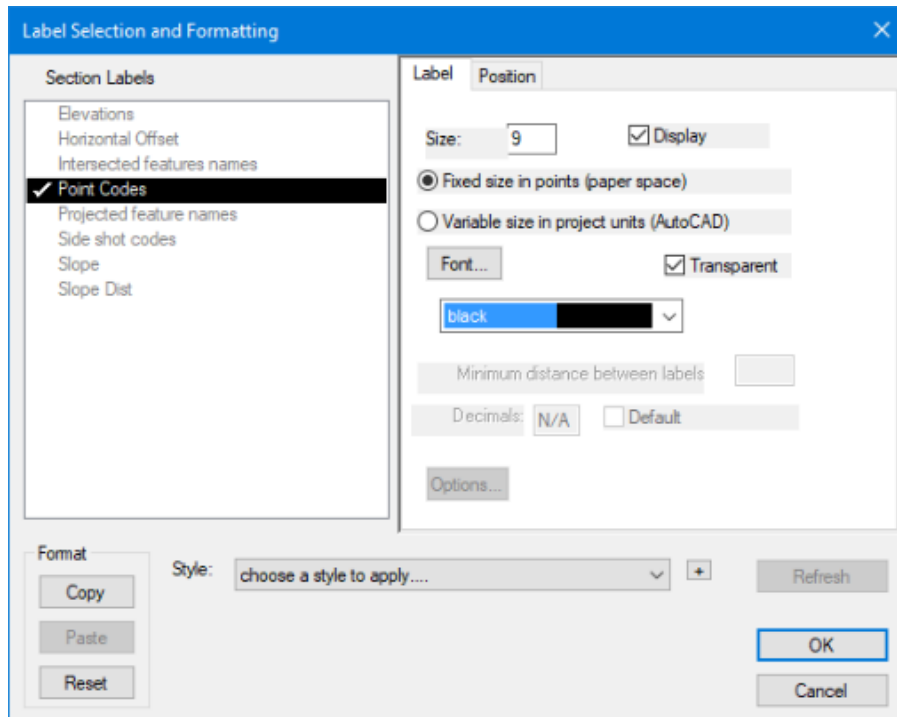 Label Selection and Formatting
Section Labels
Elevations
Horizontal Offset
Intersected features names
Point Codes
Projected feature names
Side shot codes
Slope
Slope Dist
Label
Position
Size:
9
Display
Fixed size in points (paper space)
Variable size in project units (AutoCAD)
Font...
Transparent
black
Minimum distance between labels
Decimals:
N/A
Default
Options...
Format
Copy
Paste
Reset
Style:
choose a style to apply....
+
Refresh
OK
Cancel